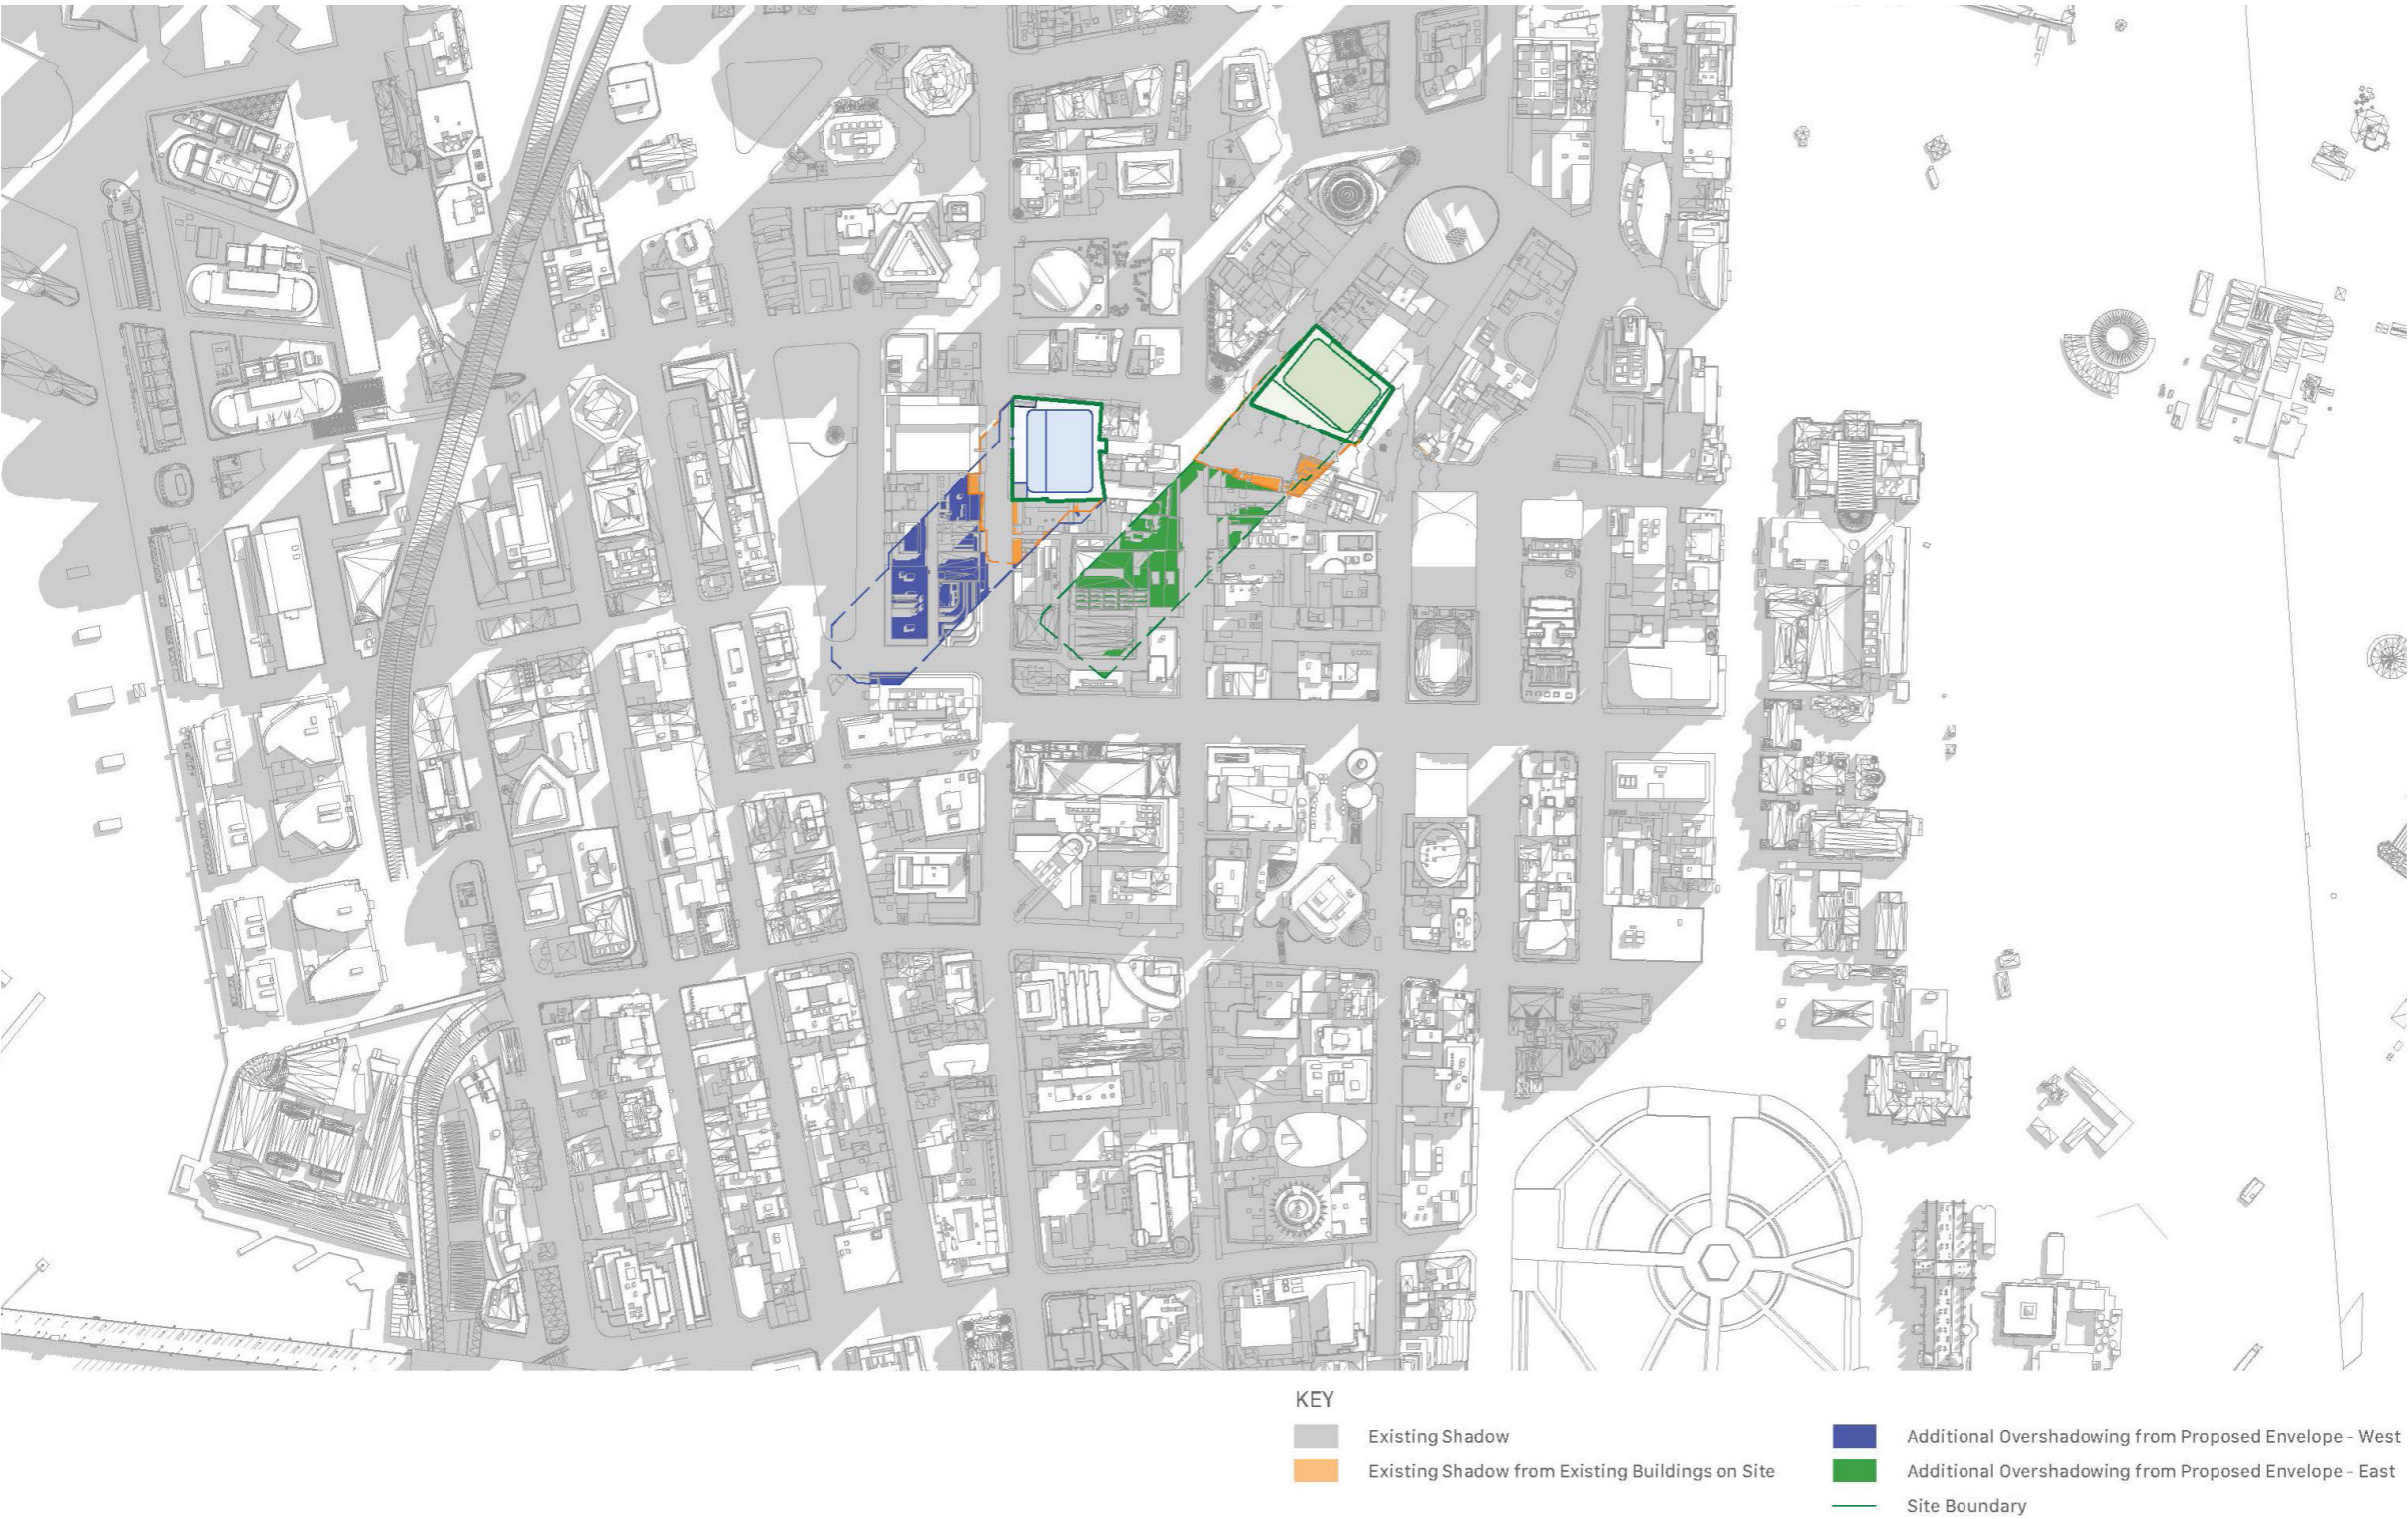 KEY
Existing Shadow
Existing Shadow from Existing Buildings on Site
Additional Overshadowing from Proposed Envelope - West
Additional Overshadowing from Proposed Envelope - East
Site Boundary